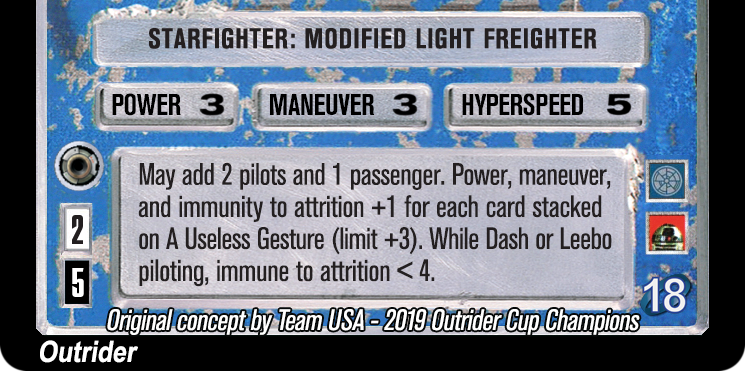 STARFIGHTER: MODIFIED LIGHT FREIGHTER
POWER 3 MANEUVER 3 HYPERSPEED 5
May add 2 pilots and 1 passenger. Power, maneuver,
and immunity to attrition +1 for each card stacked
on A Useless Gesture (limit +3). While Dash or Leebo
piloting, immune to attrition < 4.
2
5
18
Original concept by Team USA - 2019 Outrider Cup Champions
Outrider